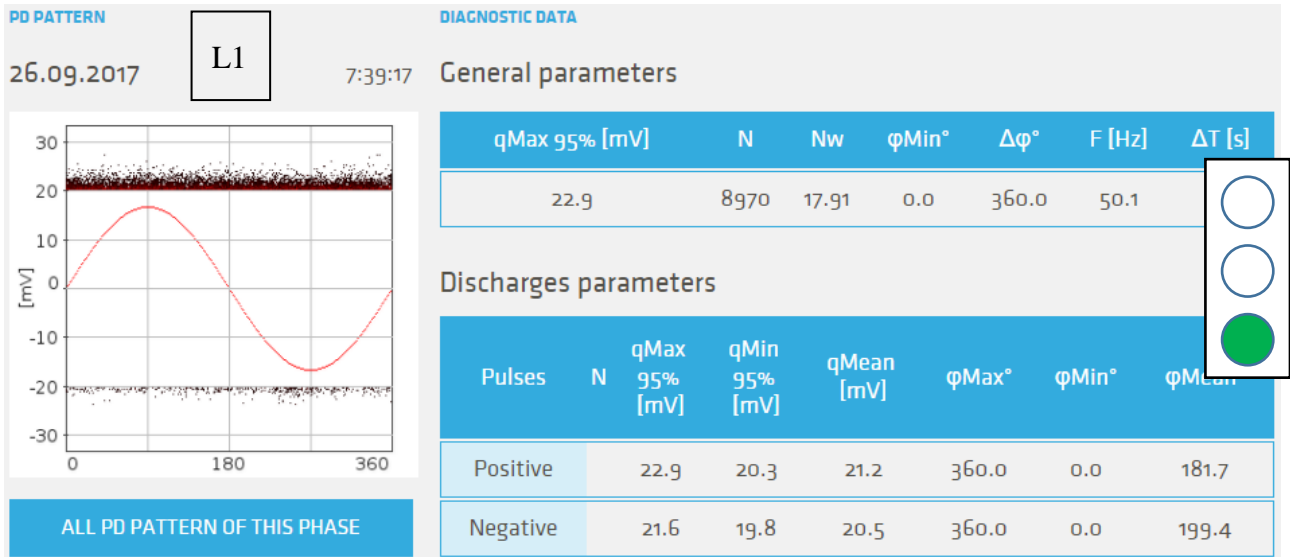 PD PATTERN
26.09.2017 L1 7:39:17
30
20
10
0
-10
-20
-30
[mV]
0 180 360
ALL PD PATTERN OF THIS PHASE
DIAGNOSTIC DATA
General parameters
qMax 95% [mV] N Nw φMin° Δφ° F [Hz] ΔT [s]
22.9 8970 17.91 0.0 360.0 50.1
Discharges parameters
Pulses N qMax 95% [mV] qMin 95% [mV] qMean [mV] φMax° φMin° φMean
Positive 22.9 20.3 21.2 360.0 0.0 181.7
Negative 21.6 19.8 20.5 360.0 0.0 199.4